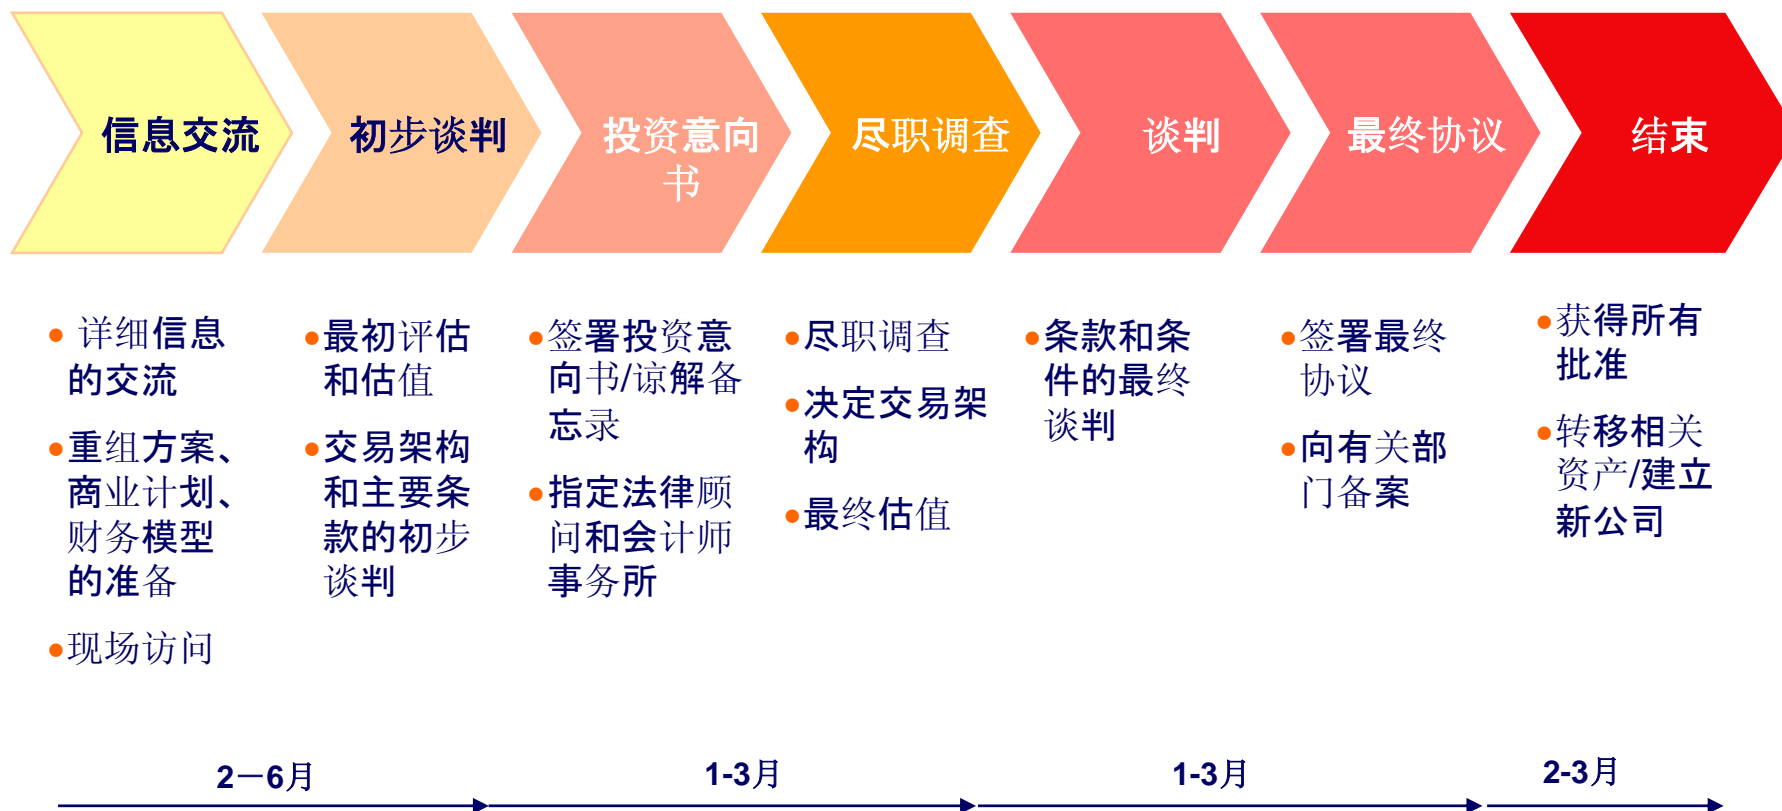 信息交流
初步谈判
投资意向
书
尽职调查
谈判
最终协议
结束
•详细信息
的交流
•重组方案、
商业计划、
财务模型
的准备
•现场访问
•最初评估
和估值
•交易架构
和主要条
款的初步
谈判
•签署投资意
向书/谅解备
忘录
•指定法律顾
问和会计师
事务所
•尽职调查
•决定交易架
构
•最终估值
•条款和条
件的最终
谈判
•签署最终
协议
•向有关部
门备案
•获得所有
批准
•转移相关
资产/建立
新公司
2－6月
1-3月
1-3月
2-3月